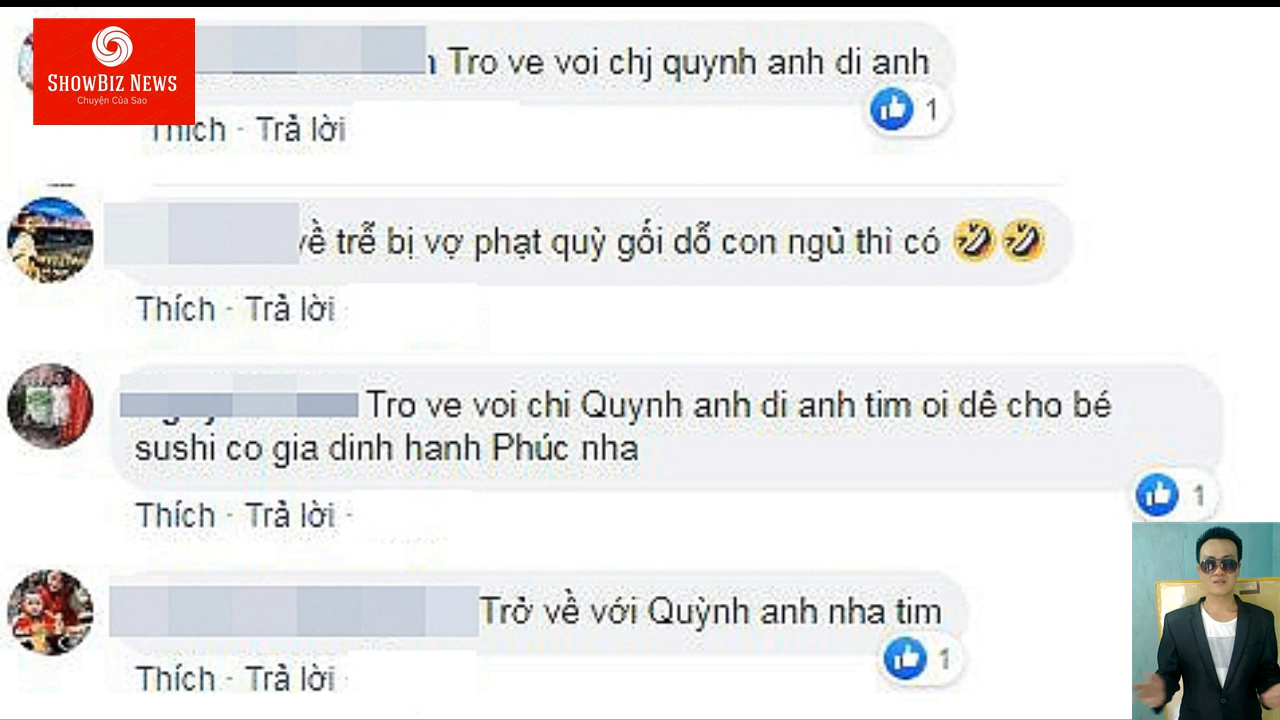 SHOWBIZ NEWS
Chuyện Của Sao
Tro ve voi chj quynh anh di anh
1
Thích · Trả lời
về trễ bị vợ phạt quỳ gối dỗ con ngủ thì có 🤣🤣
Thích · Trả lời ·
Tro ve voi chi Quynh anh di anh tim oi dê cho bé
sushi co gia dinh hanh Phúc nha
1
Thích · Trả lời ·
Trở về với Quỳnh anh nha tim
1
Thích · Trả lời ·